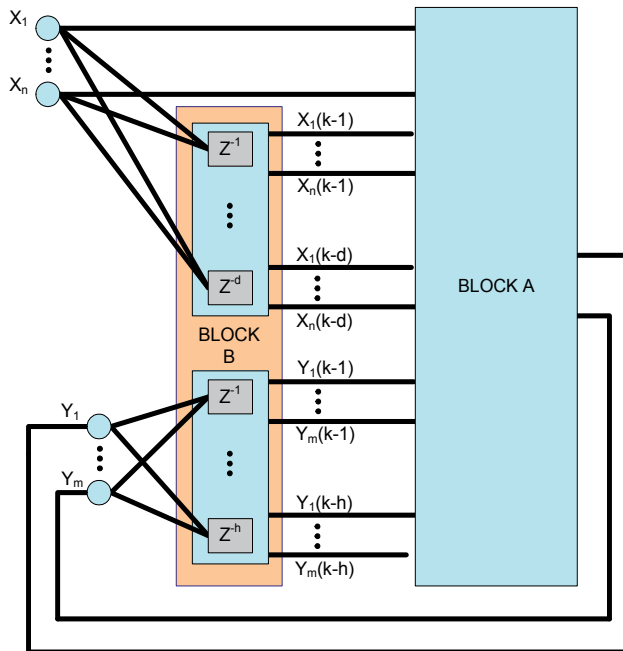 X₁
Xₙ
X₁(k-1)
Z⁻¹
Xₙ(k-1)
X₁(k-d)
Z⁻ᵈ
Xₙ(k-d)
BLOCK A
BLOCK
B
Y₁(k-1)
Z⁻¹
Y₁
Yₘ(k-1)
Yₘ
Y₁(k-h)
Z⁻ʰ
Yₘ(k-h)